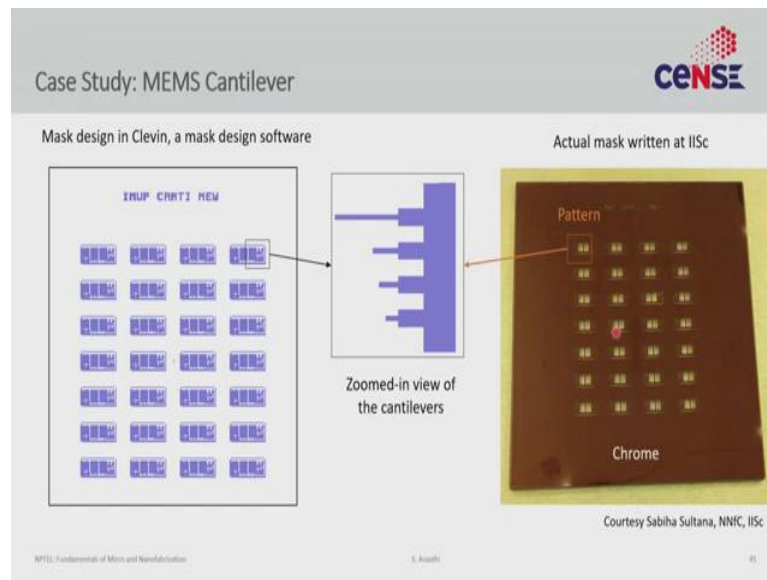 CENSE
Case Study: MEMS Cantilever
Mask design in Clevin, a mask design software
Actual mask written at IISc
INUP CANTI NEW
Pattern
Zoomed-in view of
the cantilevers
Chrome
Courtesy Sabiha Sultana, NNfC, IISc
NPTEL: Fundamentals of Micro and Nanofabrication
S. Avasthi